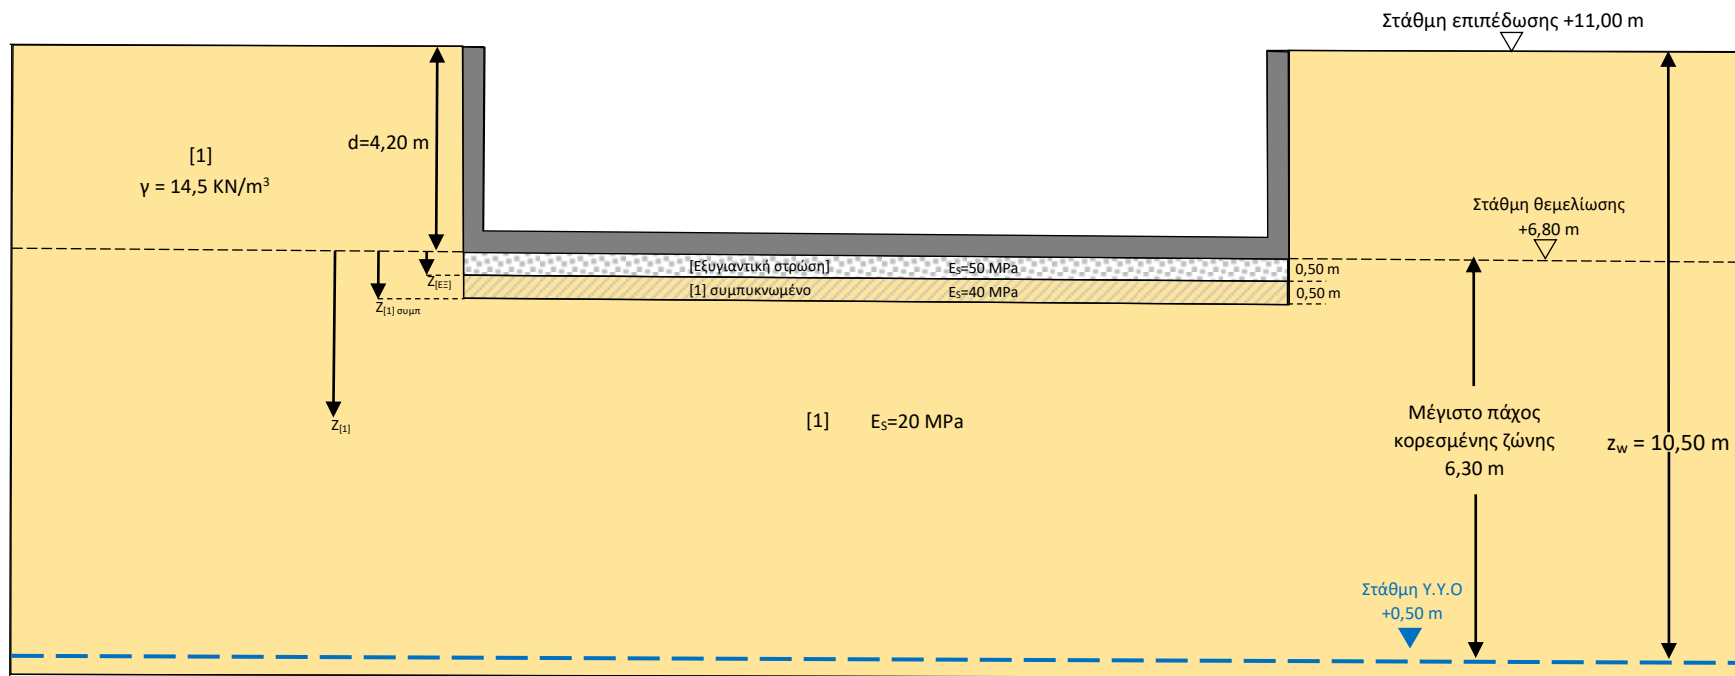 Στάθμη επιπέδωσης +11,00 m
d=4,20 m
[1]
γ = 14,5 KN/m³
Στάθμη θεμελίωσης
+6,80 m
[Εξυγιαντική στρώση] Eₛ=50 MPa 0,50 m
Z[ΕΞ]
[1] συμπυκνωμένο Eₛ=40 MPa 0,50 m
Z[1] συμπ
Z[1]
[1] Eₛ=20 MPa
Μέγιστο πάχος
κορεσμένης ζώνης
6,30 m
z_w = 10,50 m
Στάθμη Υ.Υ.Ο
+0,50 m